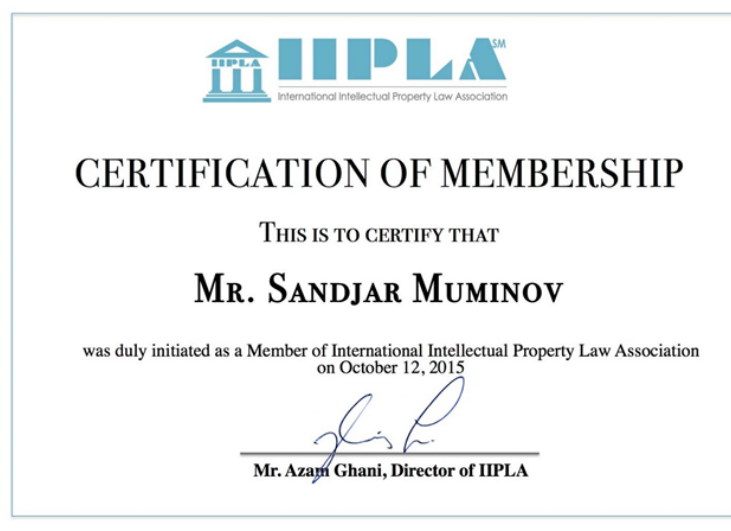 IIPLA
IIPLA SM
International Intellectual Property Law Association
CERTIFICATION OF MEMBERSHIP
THIS IS TO CERTIFY THAT
MR. SANDJAR MUMINOV
was duly initiated as a Member of International Intellectual Property Law Association
on October 12, 2015
Mr. Azam Ghani, Director of IIPLA